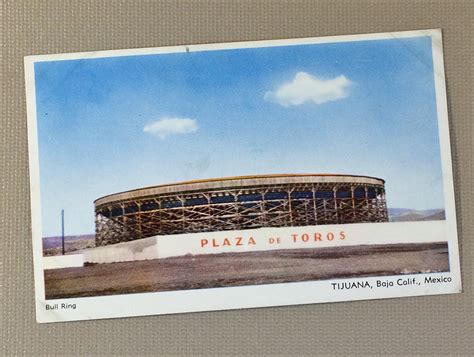 PLAZA DE TOROS
Bull Ring
TIJUANA, Baja Calif., Mexico